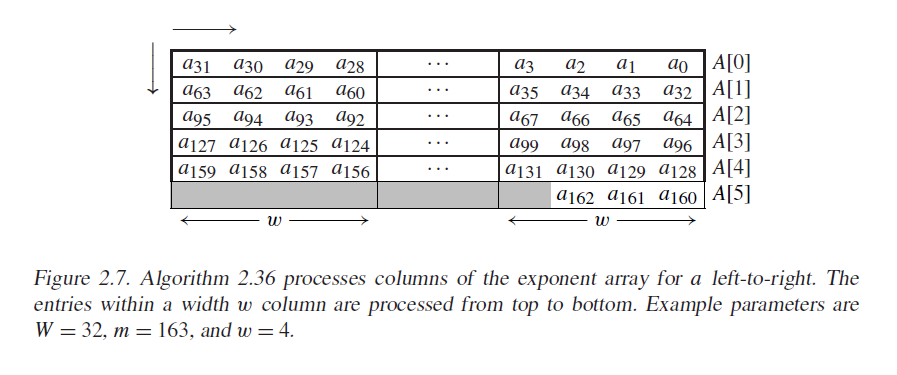 a31 a30 a29 a28 ··· a3 a2 a1 a0 A[0]
a63 a62 a61 a60 ··· a35 a34 a33 a32 A[1]
a95 a94 a93 a92 ··· a67 a66 a65 a64 A[2]
a127 a126 a125 a124 ··· a99 a98 a97 a96 A[3]
a159 a158 a157 a156 ··· a131 a130 a129 a128 A[4]
a162 a161 a160 A[5]
w w
Figure 2.7. Algorithm 2.36 processes columns of the exponent array for a left-to-right. The
entries within a width w column are processed from top to bottom. Example parameters are
W = 32, m = 163, and w = 4.